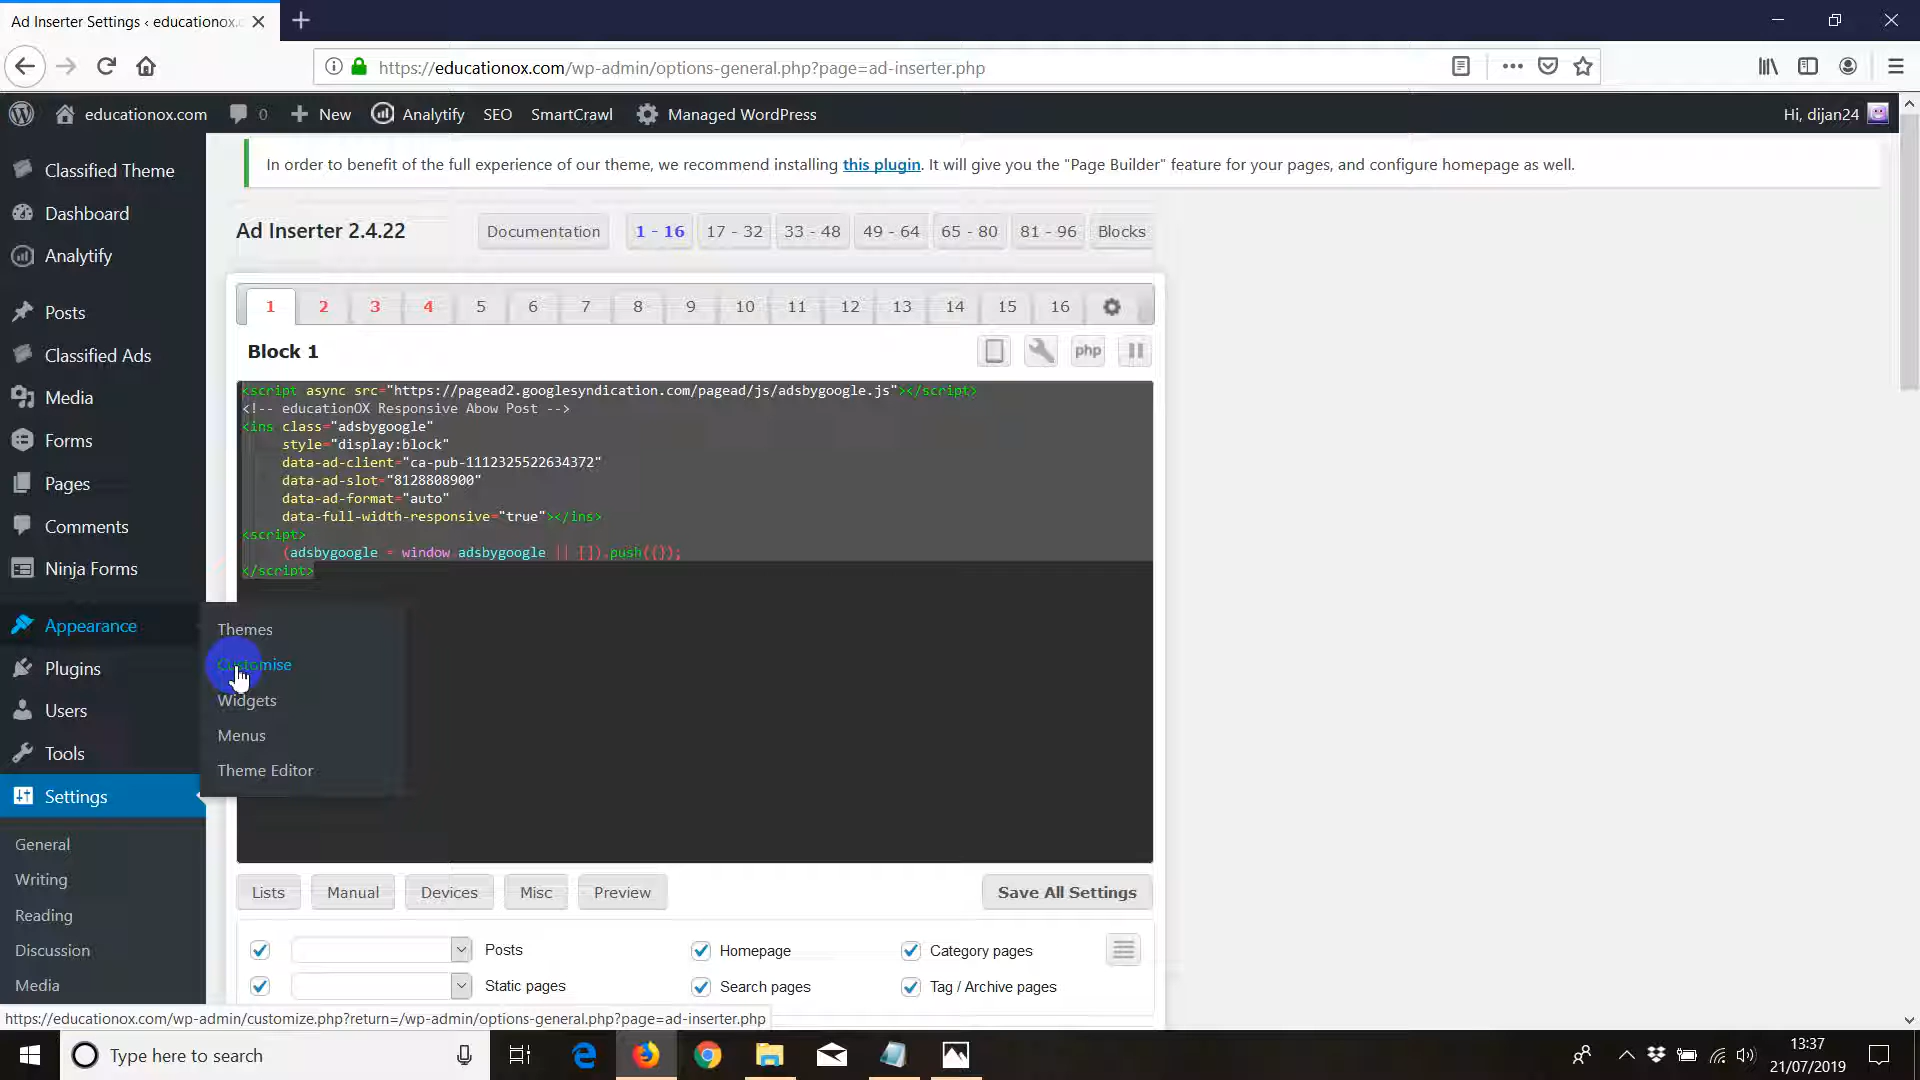 Ad Inserter Settings ‹ educationox.c
https://educationox.com/wp-admin/options-general.php?page=ad-inserter.php
educationox.com 0 New Analytify SEO SmartCrawl Managed WordPress Hi, dijan24
Classified Theme
Dashboard
Analytify
Posts
Classified Ads
Media
Forms
Pages
Comments
Ninja Forms
Appearance
Plugins
Users
Tools
Settings
General
Writing
Reading
Discussion
Media
Themes
Customise
Widgets
Menus
Theme Editor
In order to benefit of the full experience of our theme, we recommend installing this plugin. It will give you the "Page Builder" feature for your pages, and configure homepage as well.
Ad Inserter 2.4.22 Documentation 1 - 16 17 - 32 33 - 48 49 - 64 65 - 80 81 - 96 Blocks
1 2 3 4 5 6 7 8 9 10 11 12 13 14 15 16
Block 1 php
<script async src="https://pagead2.googlesyndication.com/pagead/js/adsbygoogle.js"></script>
<!-- educationOX Responsive Abow Post -->
<ins class="adsbygoogle"
style="display:block"
data-ad-client="ca-pub-1112325522634372"
data-ad-slot="8128808900"
data-ad-format="auto"
data-full-width-responsive="true"></ins>
<script>
(adsbygoogle = window.adsbygoogle || []).push({});
</script>
Lists Manual Devices Misc Preview Save All Settings
Posts Homepage Category pages
Static pages Search pages Tag / Archive pages
https://educationox.com/wp-admin/customize.php?return=/wp-admin/options-general.php?page=ad-inserter.php
Type here to search
13:37
21/07/2019